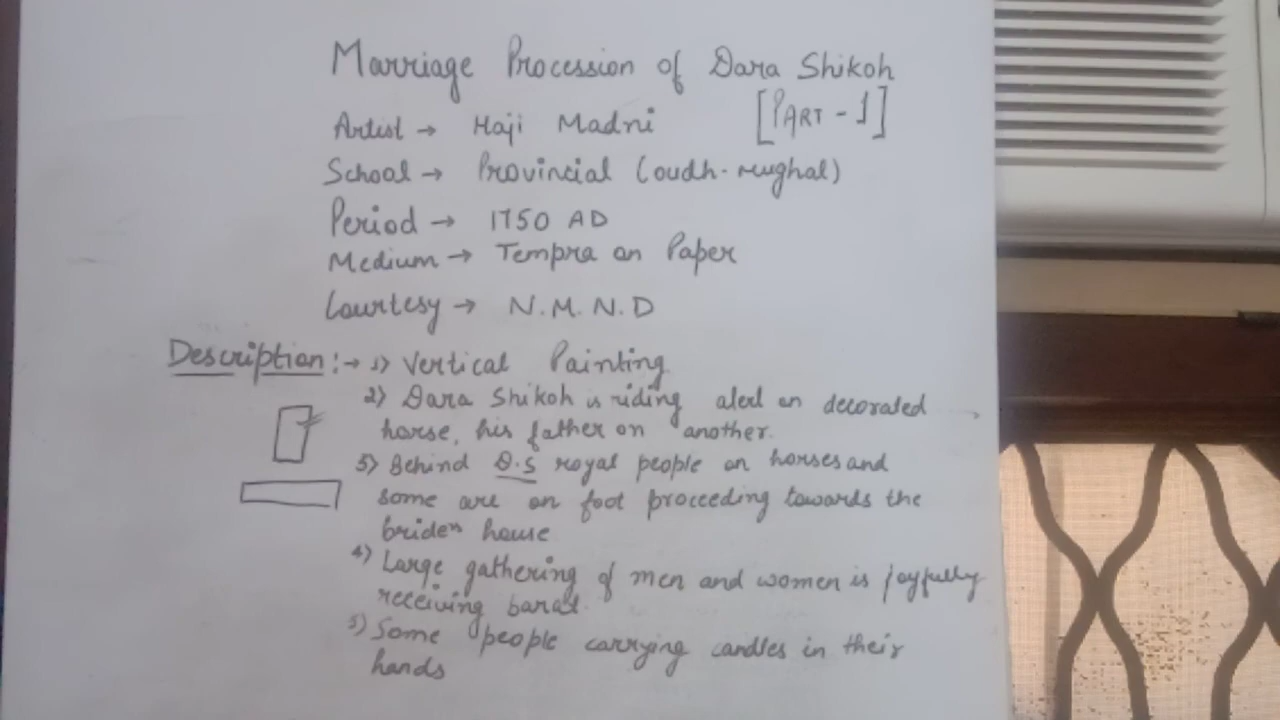 Marriage Procession of Dara Shikoh
[PART - 1]
Artist → Haji Madni
School → Provincial (oudh-mughal)
Period → 1750 AD
Medium → Tempra on Paper
Courtesy → N.M.N.D
Description :→ 1) Vertical Painting
2) Dara Shikoh is riding on decorated
horse, his father on another.
3) Behind D.S royal people on horses and
some are on foot proceeding towards the
house
4) Large gathering of men and women is joyfully
receiving barat.
5) Some people carrying candles in their
hands